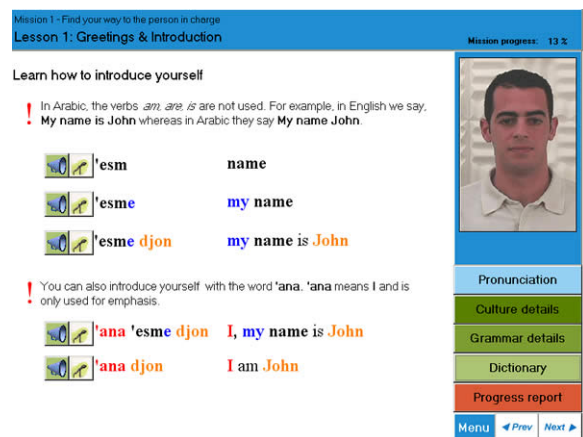 Mission 1 - Find your way to the person in charge
Lesson 1: Greetings & Introduction
Mission progress: 13 %
Learn how to introduce yourself
! In Arabic, the verbs am, are, is are not used. For example, in English we say,
My name is John whereas in Arabic they say My name John.
'esm name
'esme my name
'esme djon my name is John
! You can also introduce yourself with the word 'ana. 'ana means I and is
only used for emphasis.
'ana 'esme djon I, my name is John
'ana djon I am John
Pronunciation
Culture details
Grammar details
Dictionary
Progress report
Menu Prev Next